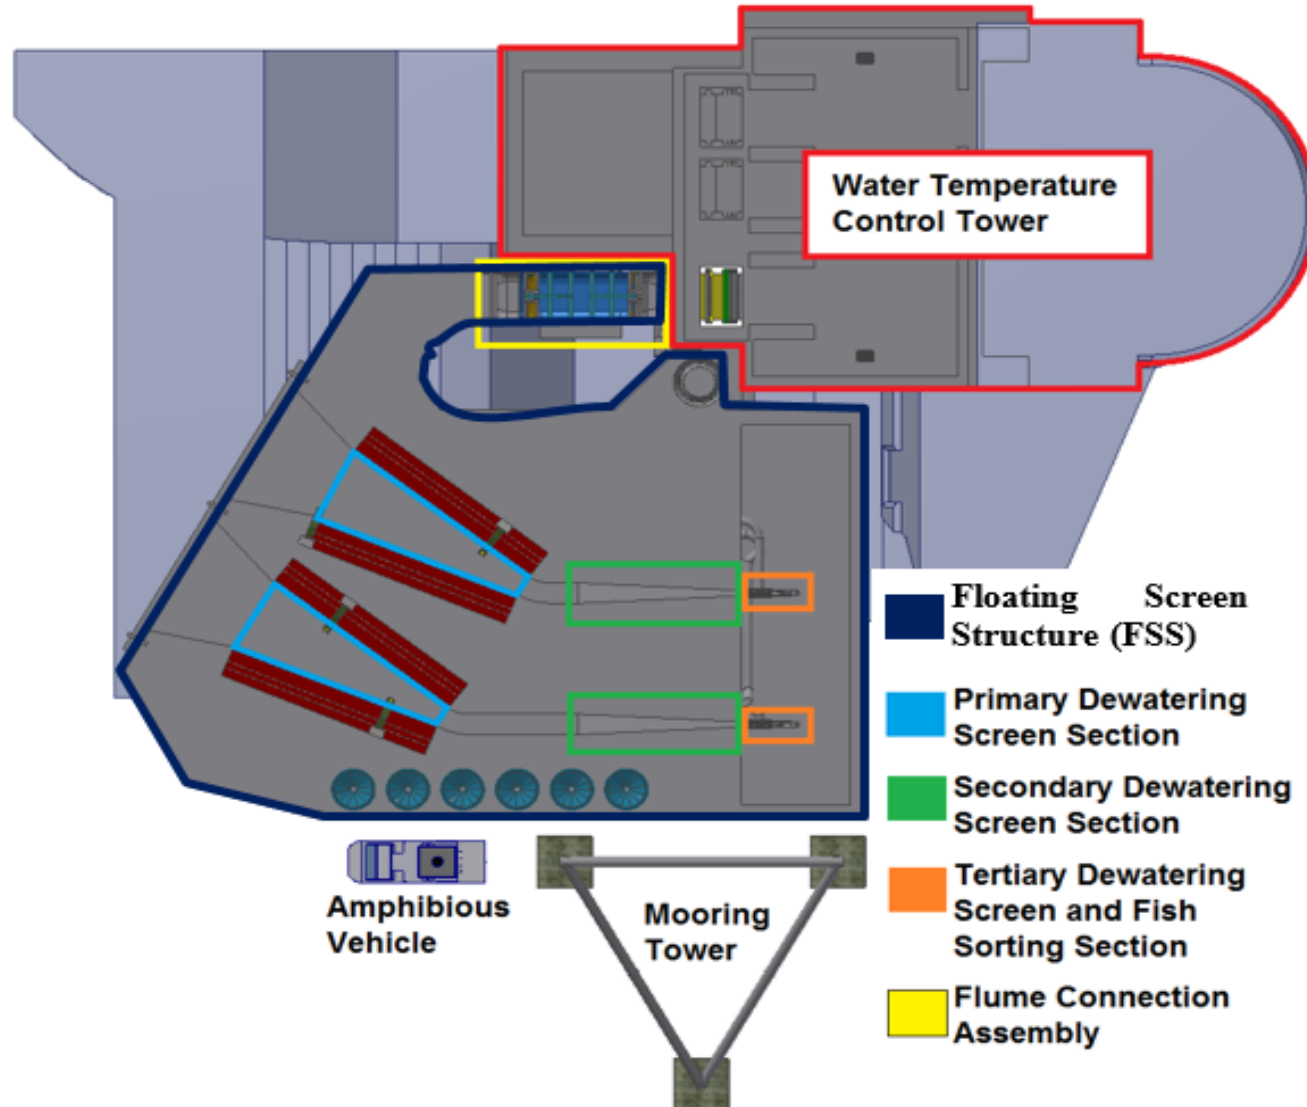 Water Temperature
Control Tower
Floating Screen
Structure (FSS)
Primary Dewatering
Screen Section
Secondary Dewatering
Screen Section
Tertiary Dewatering
Screen and Fish
Sorting Section
Flume Connection
Assembly
Amphibious
Vehicle
Mooring
Tower